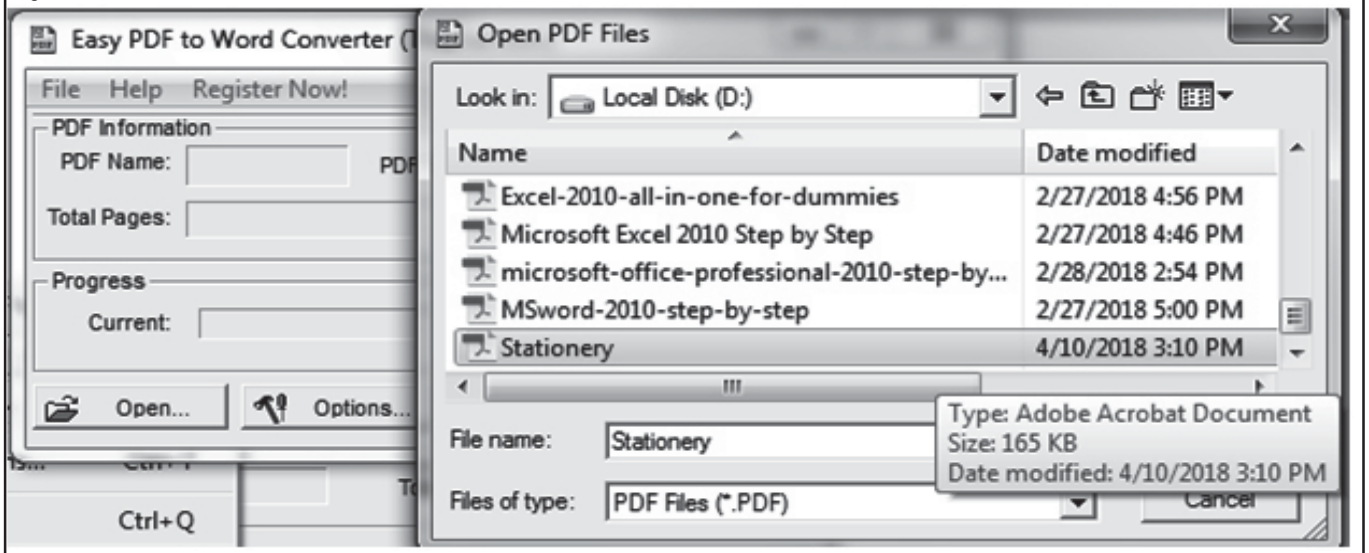 Easy PDF to Word Converter (T
File Help Register Now!
PDF Information
PDF Name:
PDF
Total Pages:
Progress
Current:
Open...
Options...
Ctrl+Q
Open PDF Files
Look in: Local Disk (D:)
Name Date modified
Excel-2010-all-in-one-for-dummies 2/27/2018 4:56 PM
Microsoft Excel 2010 Step by Step 2/27/2018 4:46 PM
microsoft-office-professional-2010-step-by... 2/28/2018 2:54 PM
MSword-2010-step-by-step 2/27/2018 5:00 PM
Stationery 4/10/2018 3:10 PM
File name: Stationery
Type: Adobe Acrobat Document
Size: 165 KB
Date modified: 4/10/2018 3:10 PM
Files of type: PDF Files (*.PDF)
Cancel